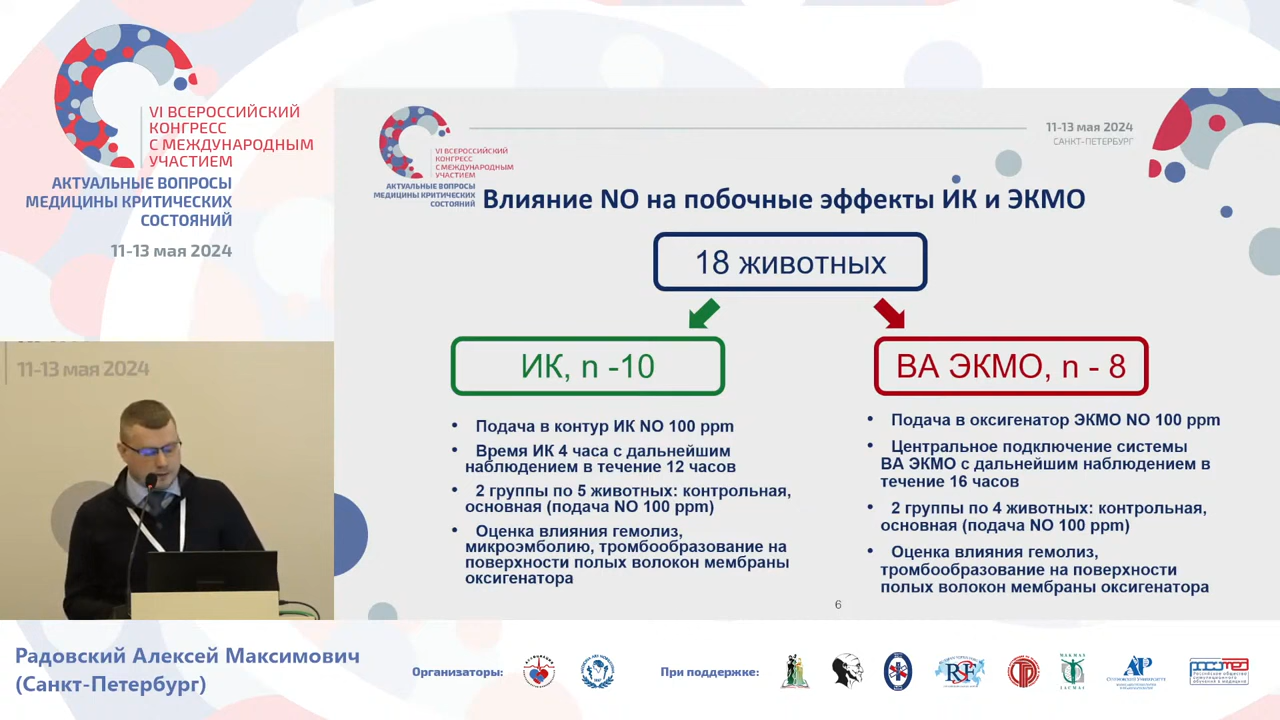 VI ВСЕРОССИЙСКИЙ
КОНГРЕСС
С МЕЖДУНАРОДНЫМ
УЧАСТИЕМ
АКТУАЛЬНЫЕ ВОПРОСЫ
МЕДИЦИНЫ КРИТИЧЕСКИХ
СОСТОЯНИЙ
11-13 мая 2024
11-13 мая 2024
VI ВСЕРОССИЙСКИЙ
КОНГРЕСС
С МЕЖДУНАРОДНЫМ
УЧАСТИЕМ
АКТУАЛЬНЫЕ ВОПРОСЫ
МЕДИЦИНЫ КРИТИЧЕСКИХ
СОСТОЯНИЙ
11-13 мая 2024
САНКТ-ПЕТЕРБУРГ
Влияние NO на побочные эффекты ИК и ЭКМО
18 животных
ИК, n -10
• Подача в контур ИК NO 100 ppm
• Время ИК 4 часа с дальнейшим
наблюдением в течение 12 часов
• 2 группы по 5 животных: контрольная,
основная (подача NO 100 ppm)
• Оценка влияния гемолиз,
микроэмболию, тромбообразование на
поверхности полых волокон мембраны
оксигенатора
ВА ЭКМО, n - 8
• Подача в оксигенатор ЭКМО NO 100 ppm
• Центральное подключение системы
ВА ЭКМО с дальнейшим наблюдением в
течение 16 часов
• 2 группы по 4 животных: контрольная,
основная (подача NO 100 ppm)
• Оценка влияния гемолиз,
тромбообразование на поверхности
полых волокон мембраны оксигенатора
6
Радовский Алексей Максимович
(Санкт-Петербург)
Организаторы:
При поддержке: